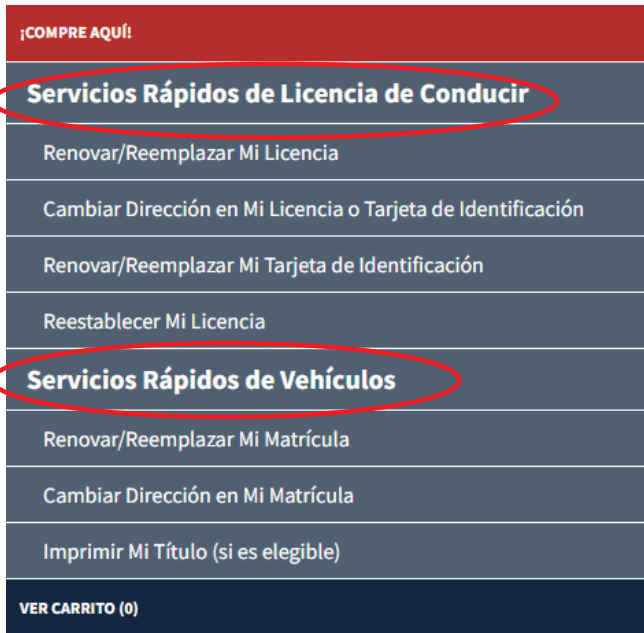 ¡COMPRE AQUÍ!
Servicios Rápidos de Licencia de Conducir
Renovar/Reemplazar Mi Licencia
Cambiar Dirección en Mi Licencia o Tarjeta de Identificación
Renovar/Reemplazar Mi Tarjeta de Identificación
Reestablecer Mi Licencia
Servicios Rápidos de Vehículos
Renovar/Reemplazar Mi Matrícula
Cambiar Dirección en Mi Matrícula
Imprimir Mi Título (si es elegible)
VER CARRITO (0)